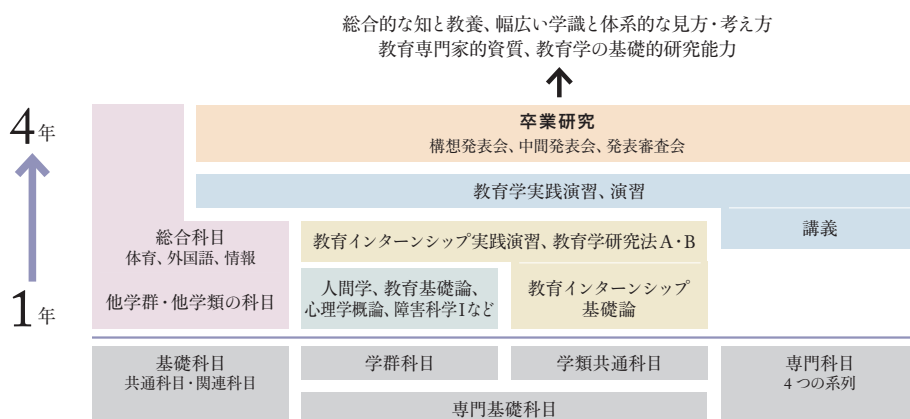 総合的な知と教養、幅広い学識と体系的な見方・考え方
教育専門家的資質、教育学の基礎的研究能力
4年
卒業研究
構想発表会、中間発表会、発表審査会
教育学実践演習、演習
講義
総合科目
体育、外国語、情報
他学群・他学類の科目
教育インターンシップ実践演習、教育学研究法A・B
人間学、教育基礎論、
心理学概論、障害科学Iなど
教育インターンシップ
基礎論
1年
基礎科目
共通科目・関連科目
学群科目
学類共通科目
専門科目
4つの系列
専門基礎科目